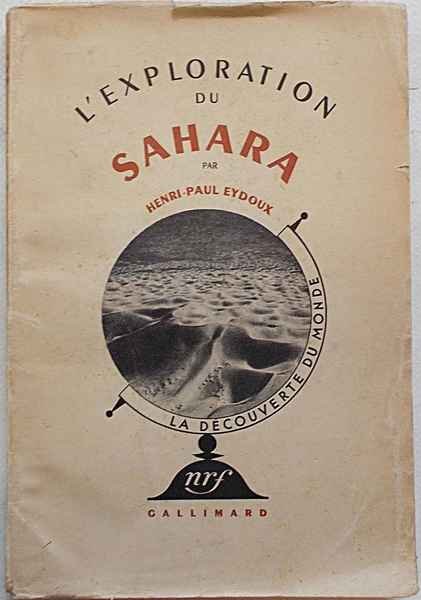 L'EXPLORATION
DU
SAHARA
PAR
HENRI-PAUL EYDOUX
LA DÉCOUVERTE DU MONDE
nrf
GALLIMARD